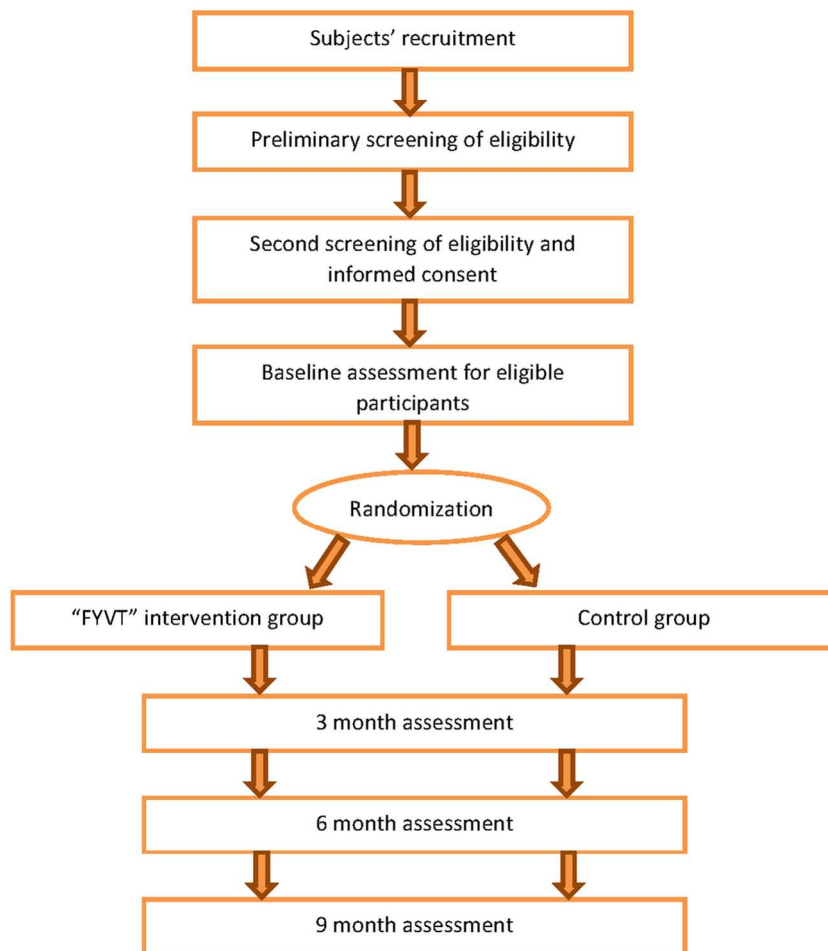 Subjects’ recruitment
Preliminary screening of eligibility
Second screening of eligibility and
informed consent
Baseline assessment for eligible
participants
Randomization
“FYVT” intervention group
Control group
3 month assessment
6 month assessment
9 month assessment